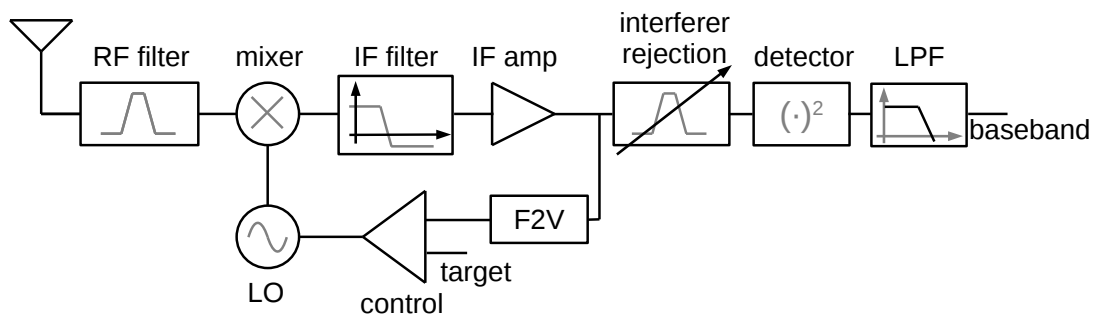 interferer
RF filter mixer IF filter IF amp rejection detector LPF
(·)²
baseband
F2V
target
LO
control